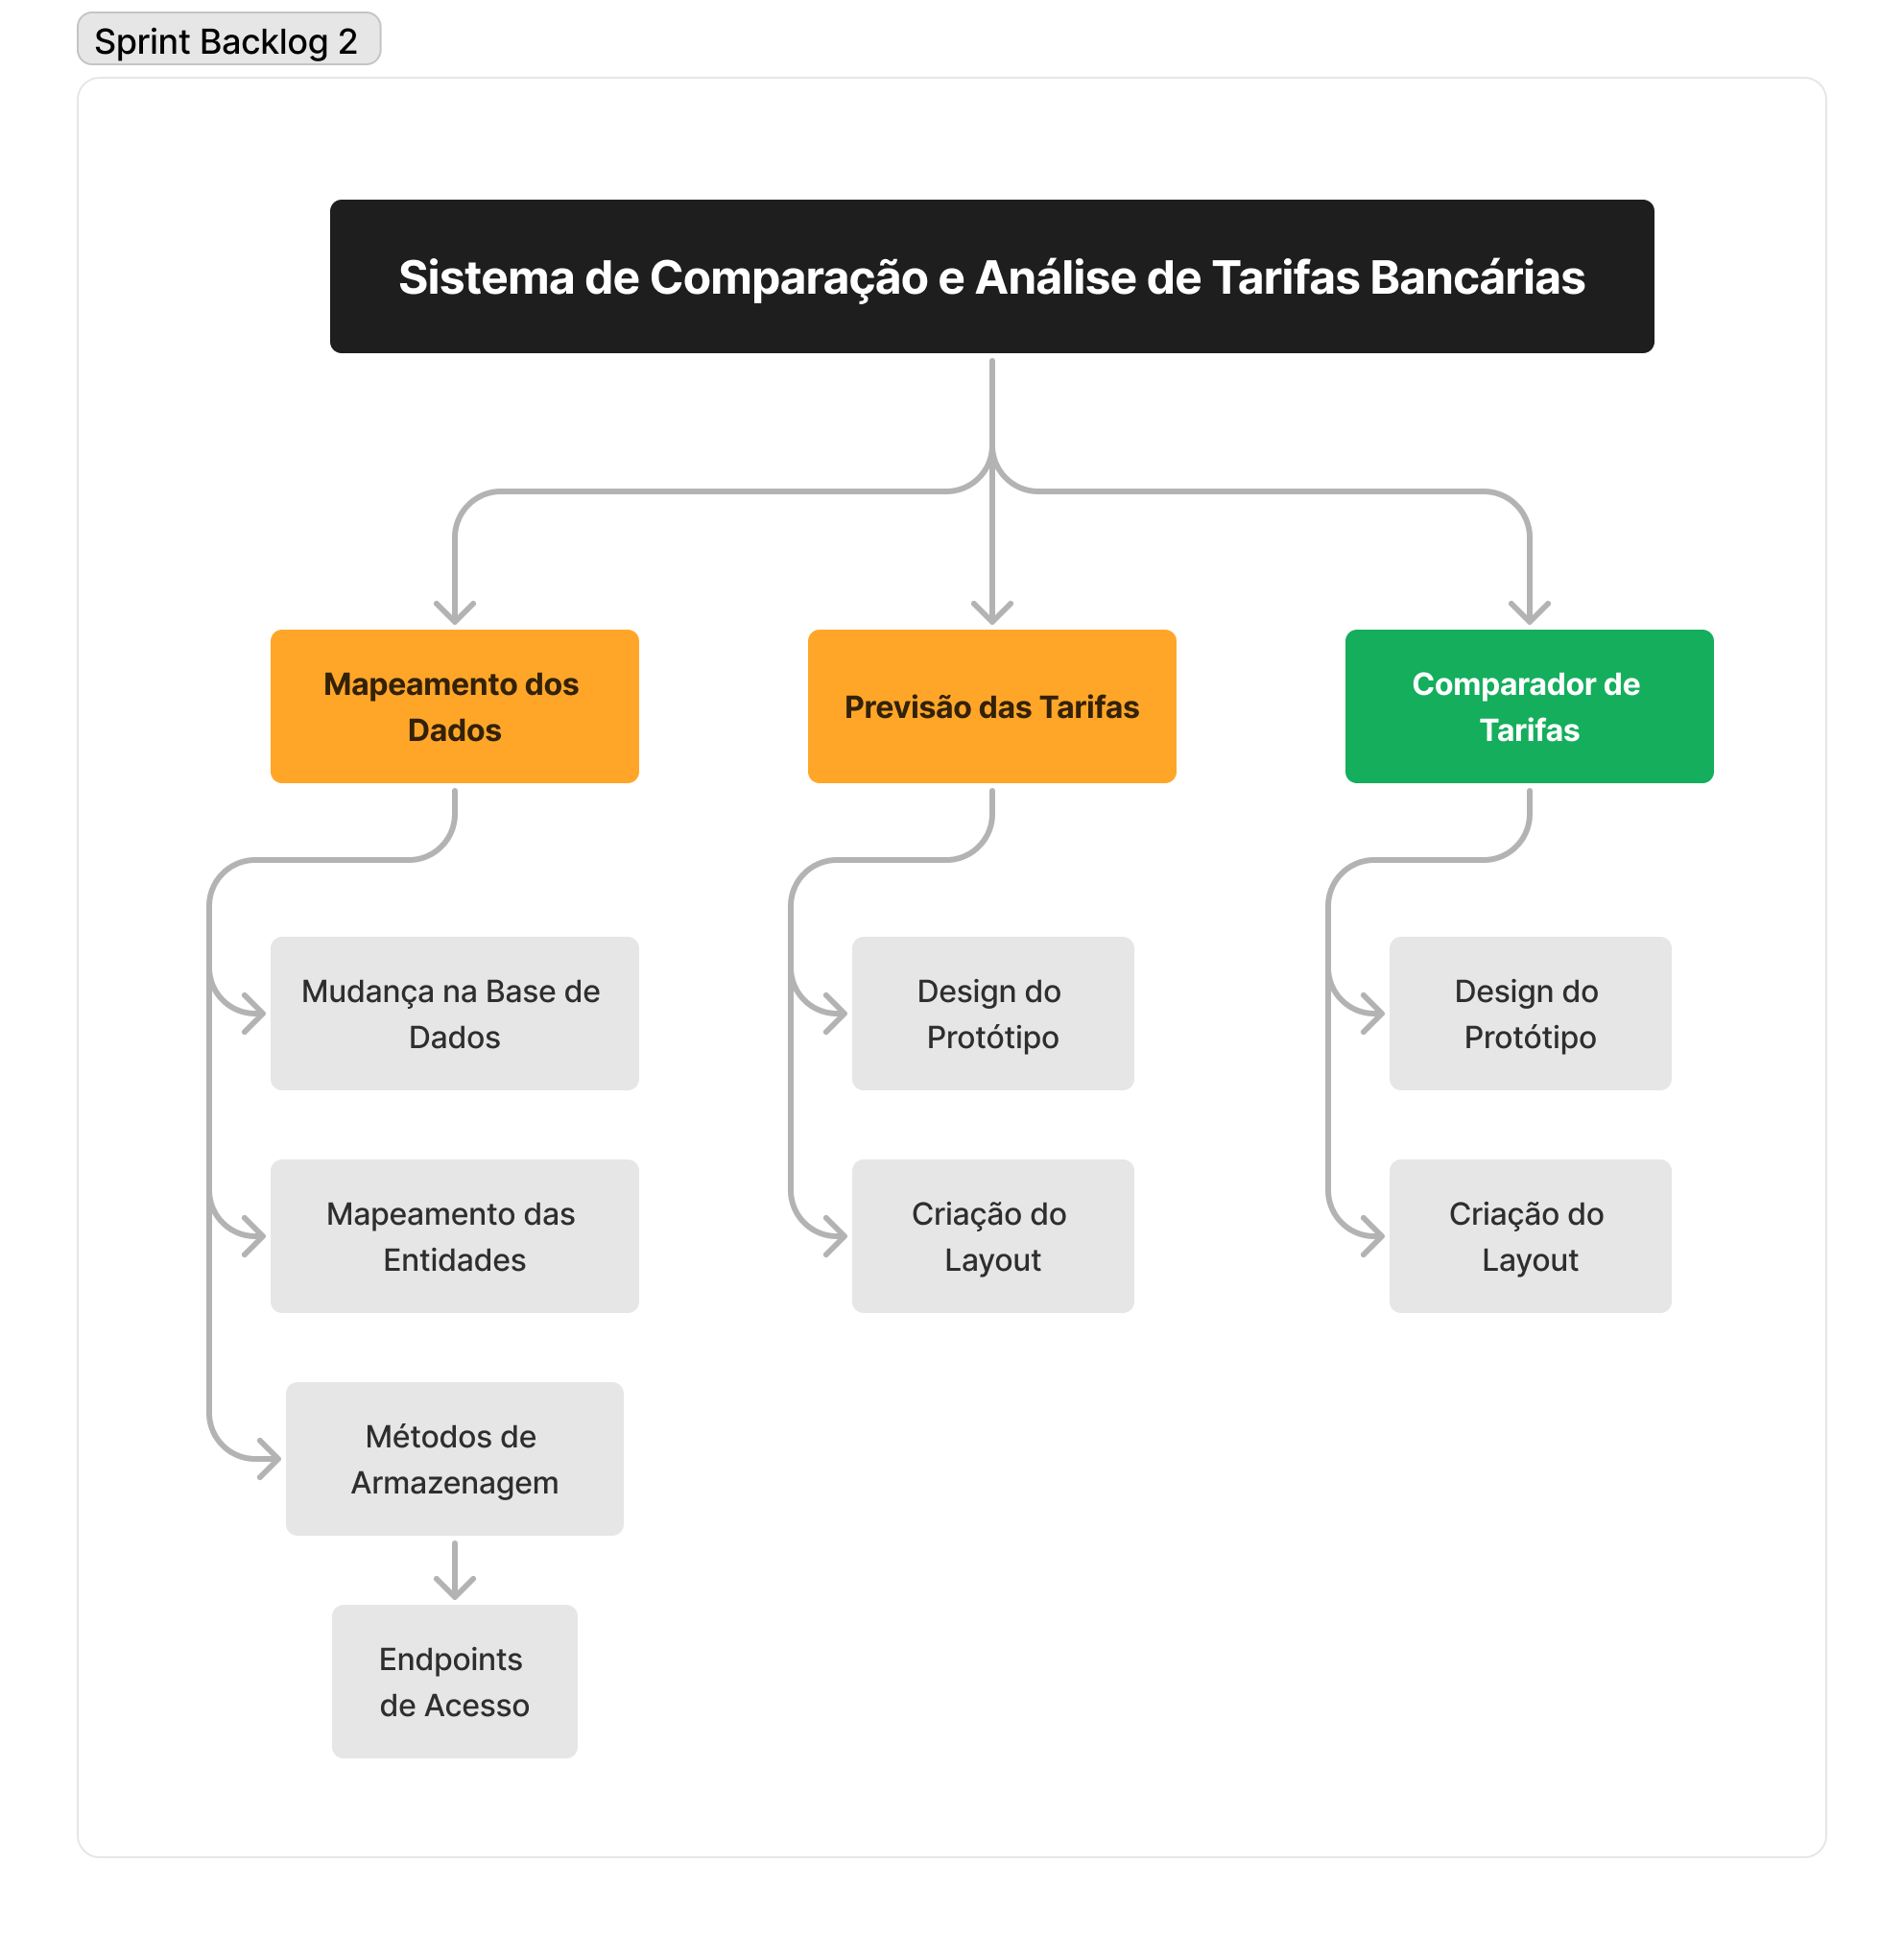 Sprint Backlog 2
Sistema de Comparação e Análise de Tarifas Bancárias
Mapeamento dos
Dados
Previsão das Tarifas
Comparador de
Tarifas
Mudança na Base de
Dados
Design do
Protótipo
Design do
Protótipo
Mapeamento das
Entidades
Criação do
Layout
Criação do
Layout
Métodos de
Armazenagem
Endpoints
de Acesso